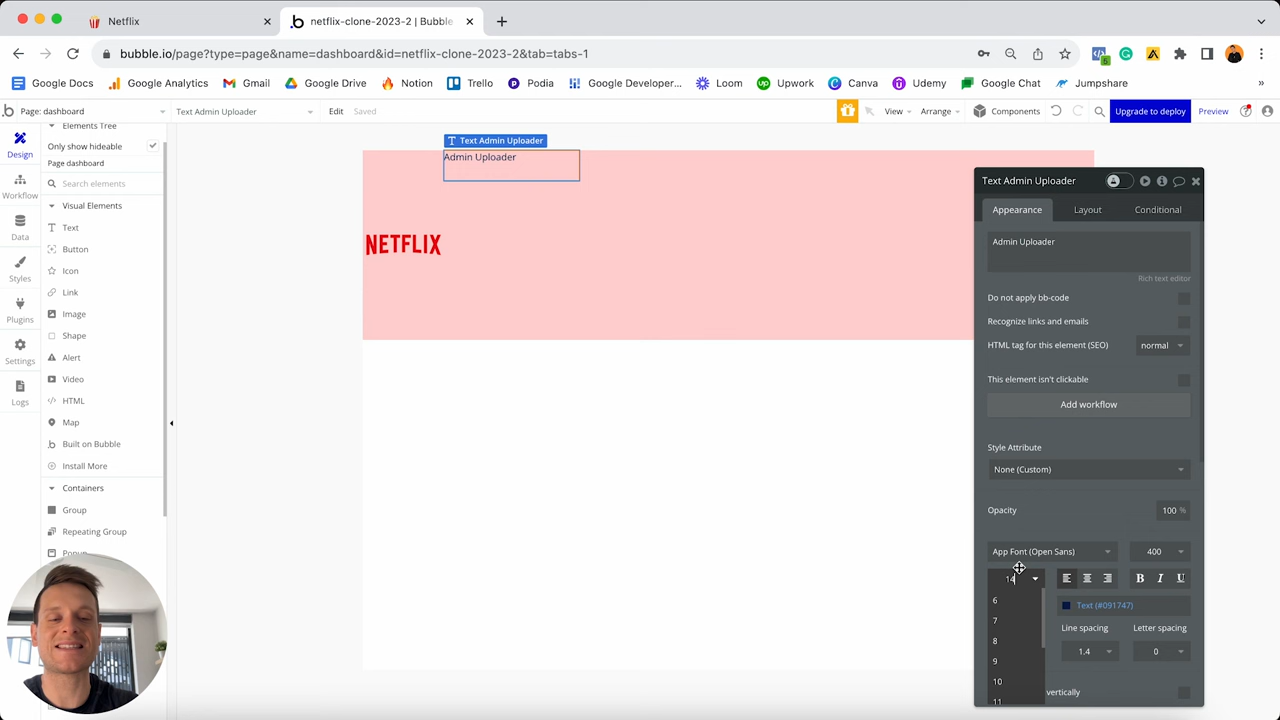 Netflix
netflix-clone-2023-2 | Bubble
bubble.io/page?type=page&name=dashboard&id=netflix-clone-2023-2&tab=tabs-1
5
Google Docs
Google Analytics
Gmail
Google Drive
Notion
Trello
Podia
Google Developer...
Loom
Upwork
Canva
Udemy
Google Chat
Jumpshare
»
Page: dashboard
Text Admin Uploader
Edit
Saved
View
Arrange
Components
Upgrade to deploy
Preview
Design
Workflow
Data
Styles
Plugins
Settings
Logs
Elements Tree
Only show hideable
Page dashboard
Search elements
Visual Elements
Text
Button
Icon
Link
Image
Shape
Alert
Video
HTML
Map
Built on Bubble
Install More
Containers
Group
Repeating Group
Popup
Text Admin Uploader
Admin Uploader
NETFLIX
Text Admin Uploader
Appearance
Layout
Conditional
Admin Uploader
Rich text editor
Do not apply bb-code
Recognize links and emails
HTML tag for this element (SEO)
normal
This element isn't clickable
Add workflow
Style Attribute
None (Custom)
Opacity
100 %
App Font (Open Sans)
400
14
B I U
6
7
8
9
10
11
Text (#091747)
Line spacing
Letter spacing
1.4
0
vertically